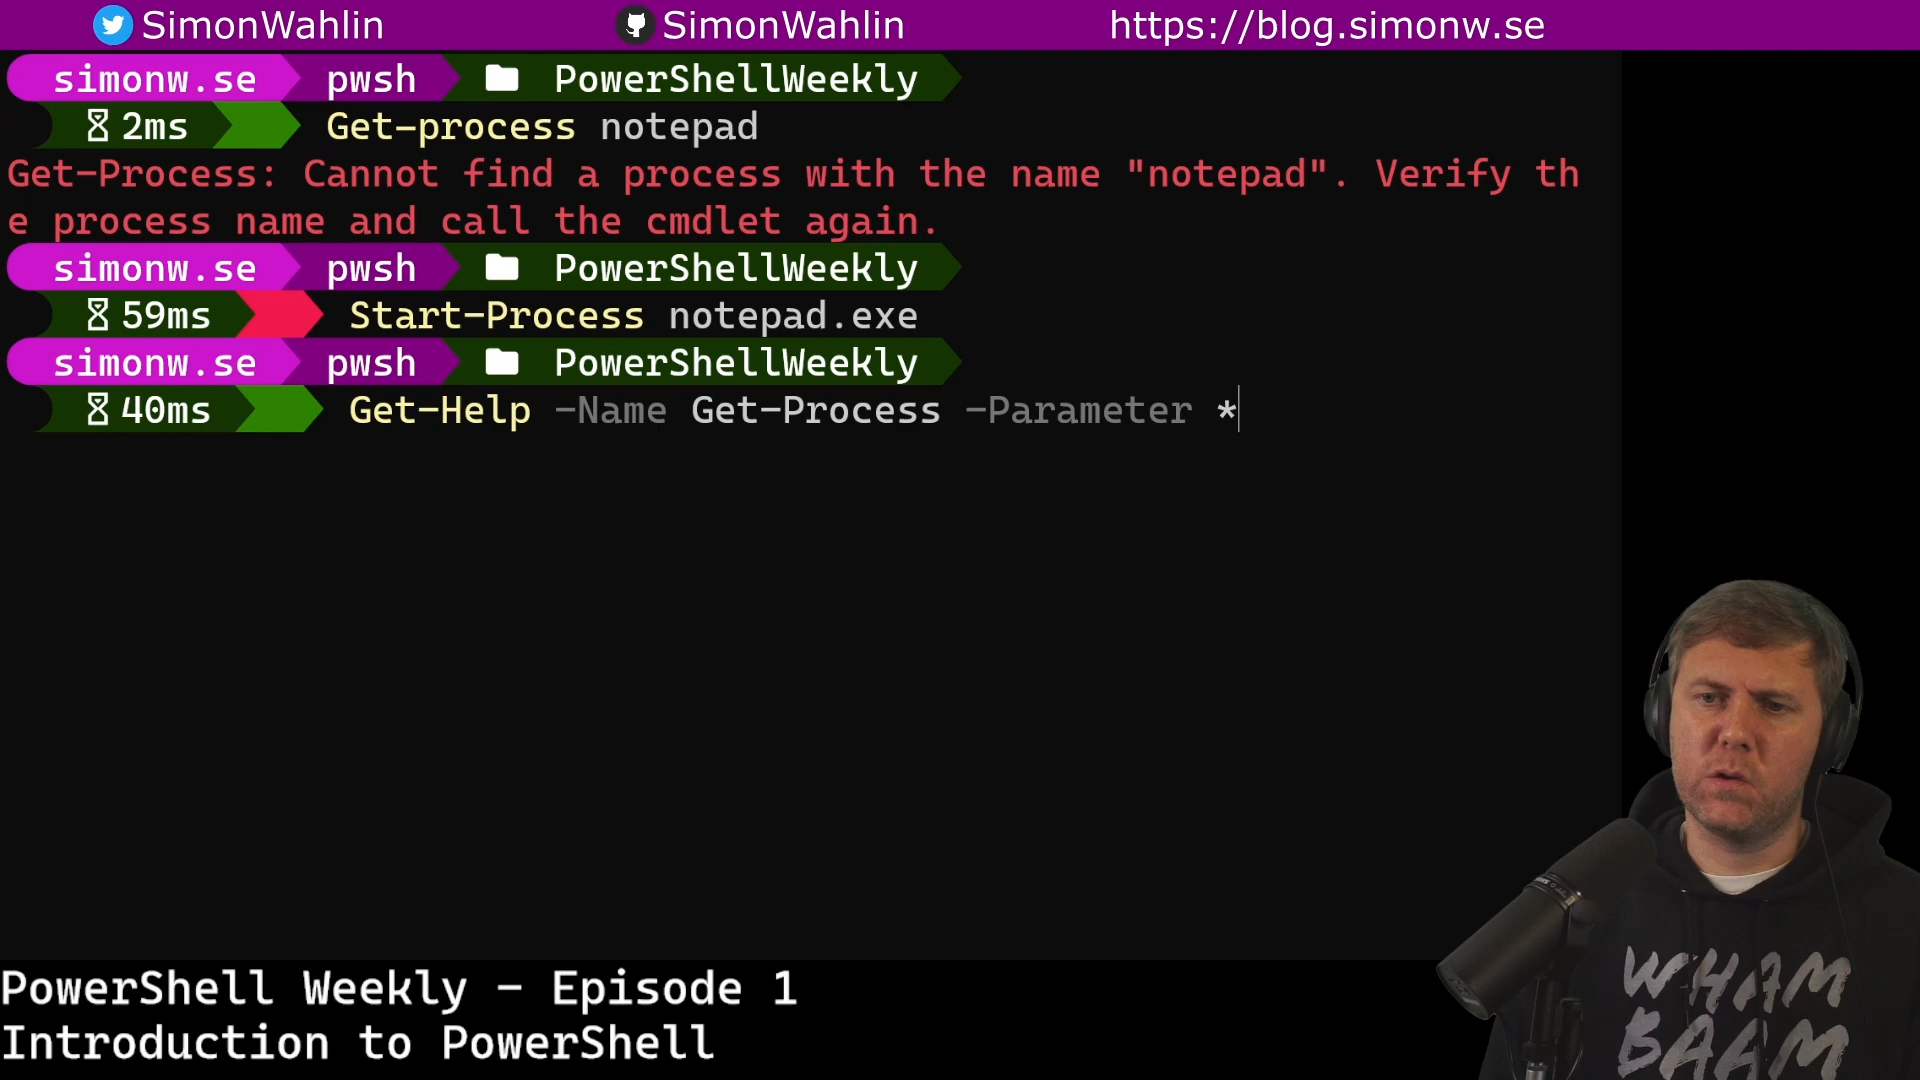 SimonWahlin SimonWahlin https://blog.simonw.se
simonw.se pwsh PowerShellWeekly
2ms Get-process notepad
Get-Process: Cannot find a process with the name "notepad". Verify th
e process name and call the cmdlet again.
simonw.se pwsh PowerShellWeekly
59ms Start-Process notepad.exe
simonw.se pwsh PowerShellWeekly
40ms Get-Help -Name Get-Process -Parameter *
WHAM
BAAM
PowerShell Weekly - Episode 1
Introduction to PowerShell